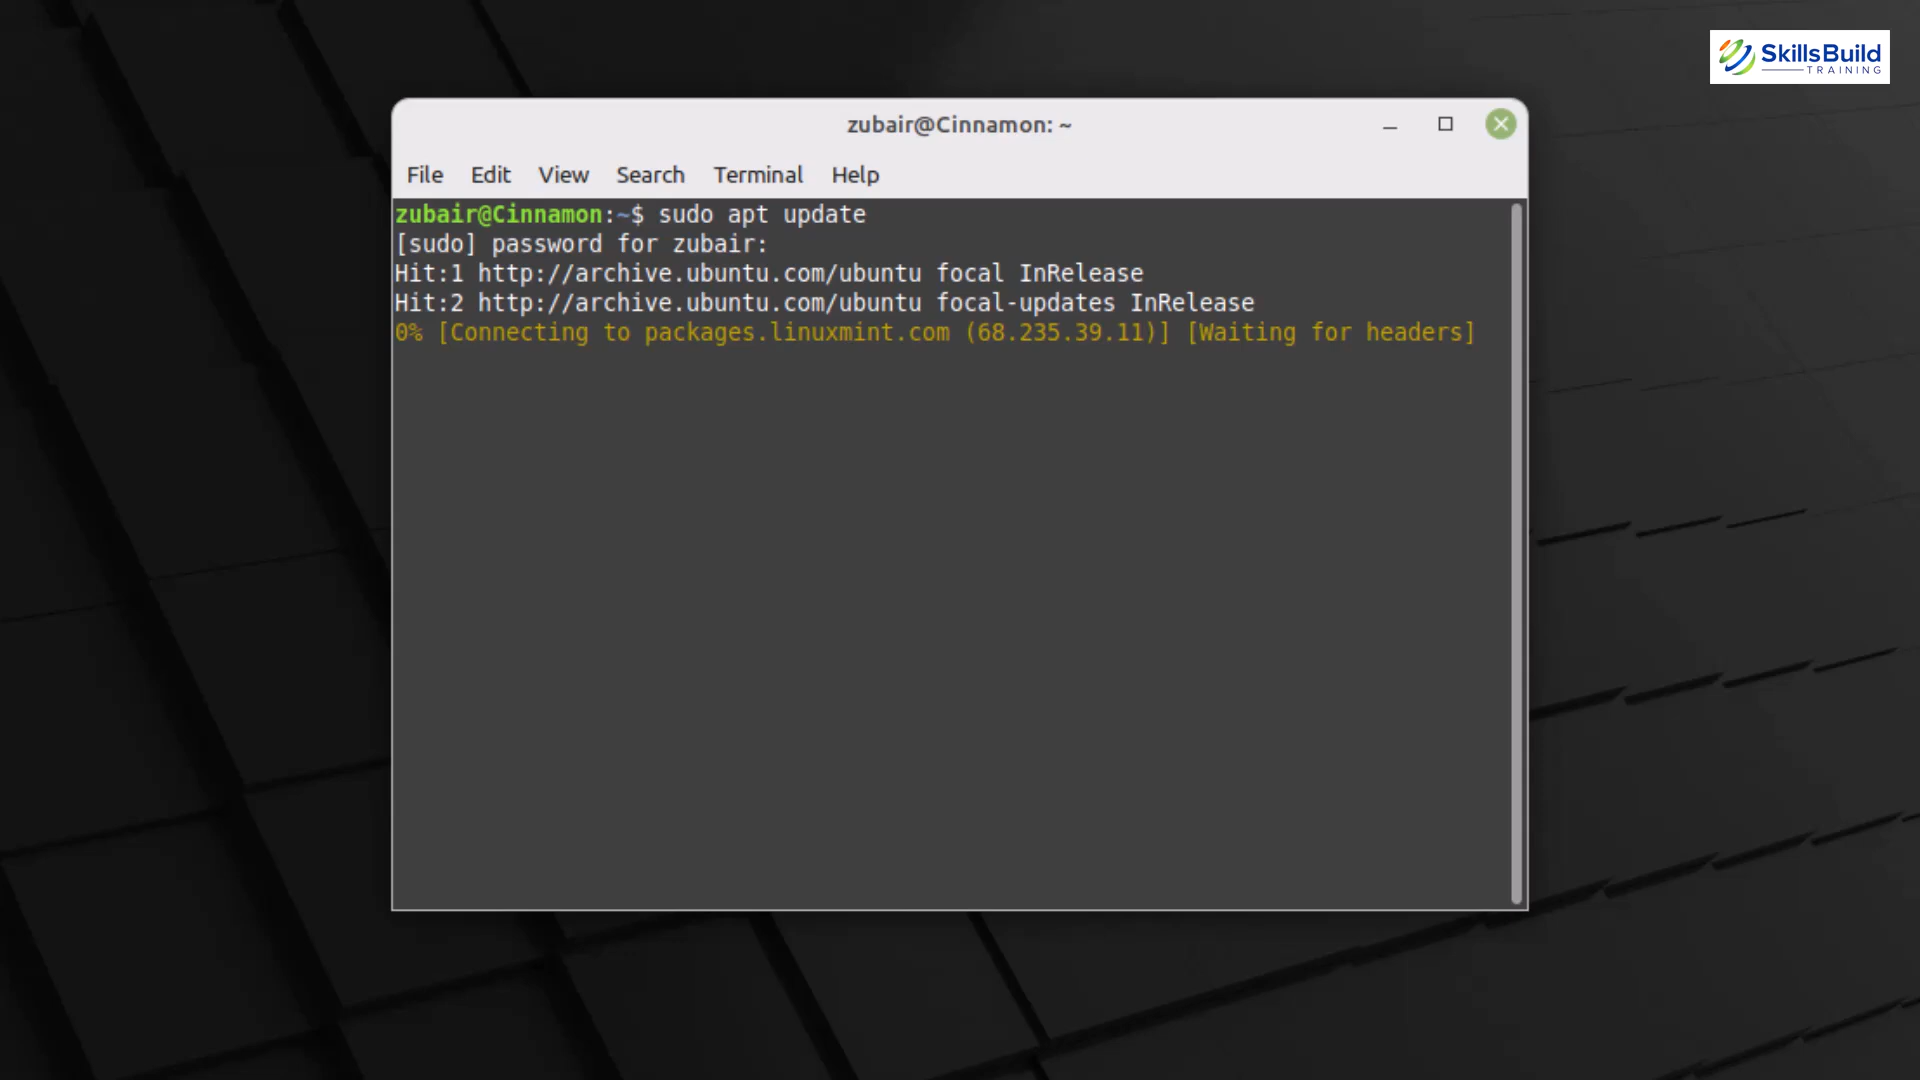 SkillsBuild
TRAINING
zubair@Cinnamon: ~
File Edit View Search Terminal Help
zubair@Cinnamon:~$ sudo apt update
[sudo] password for zubair:
Hit:1 http://archive.ubuntu.com/ubuntu focal InRelease
Hit:2 http://archive.ubuntu.com/ubuntu focal-updates InRelease
0% [Connecting to packages.linuxmint.com (68.235.39.11)] [Waiting for headers]